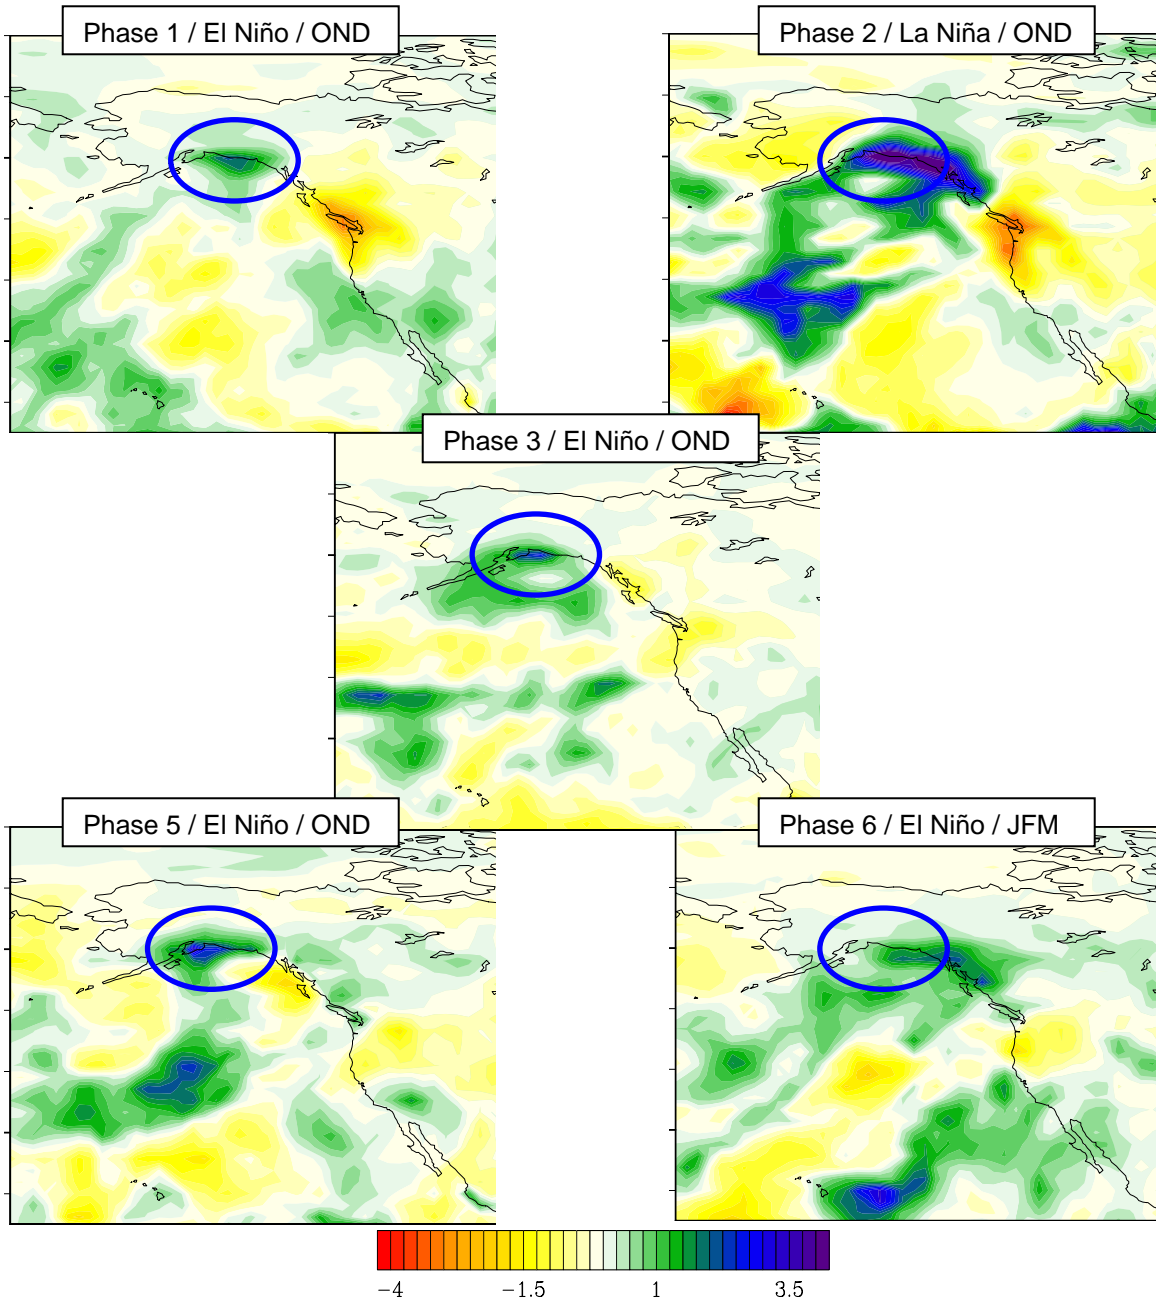 Phase 1 / El Niño / OND
Phase 2 / La Niña / OND
Phase 3 / El Niño / OND
Phase 5 / El Niño / OND
Phase 6 / El Niño / JFM
−4 −1.5 1 3.5